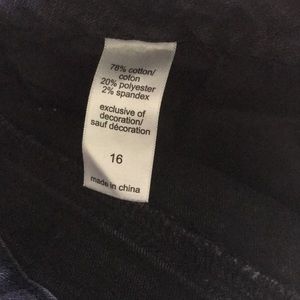 78% cotton/
coton
20% polyester
2% spandex
exclusive of
decoration/
sauf décoration
16
made in china